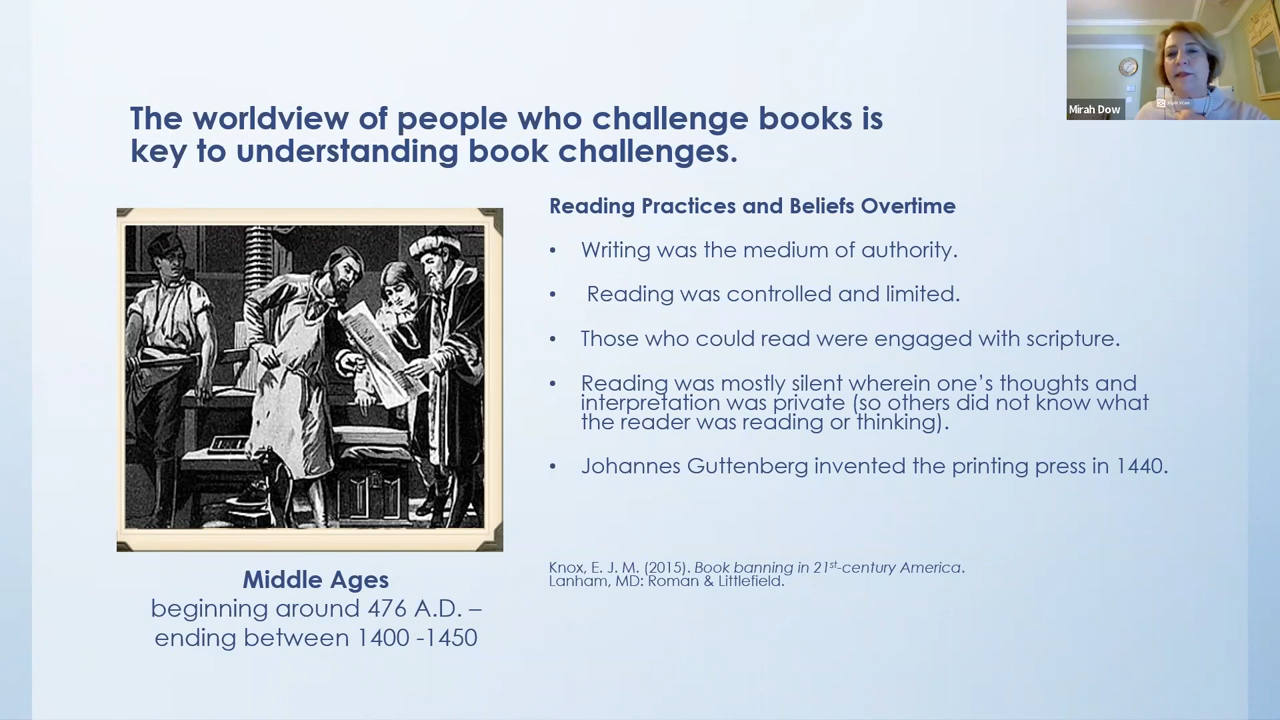 The worldview of people who challenge books is
key to understanding book challenges.
Mirah Dow
Reading Practices and Beliefs Overtime
• Writing was the medium of authority.
• Reading was controlled and limited.
• Those who could read were engaged with scripture.
• Reading was mostly silent wherein one’s thoughts and
interpretation was private (so others did not know what
the reader was reading or thinking).
• Johannes Guttenberg invented the printing press in 1440.
Knox, E. J. M. (2015). Book banning in 21st-century America.
Lanham, MD: Roman & Littlefield.
Middle Ages
beginning around 476 A.D. –
ending between 1400 -1450